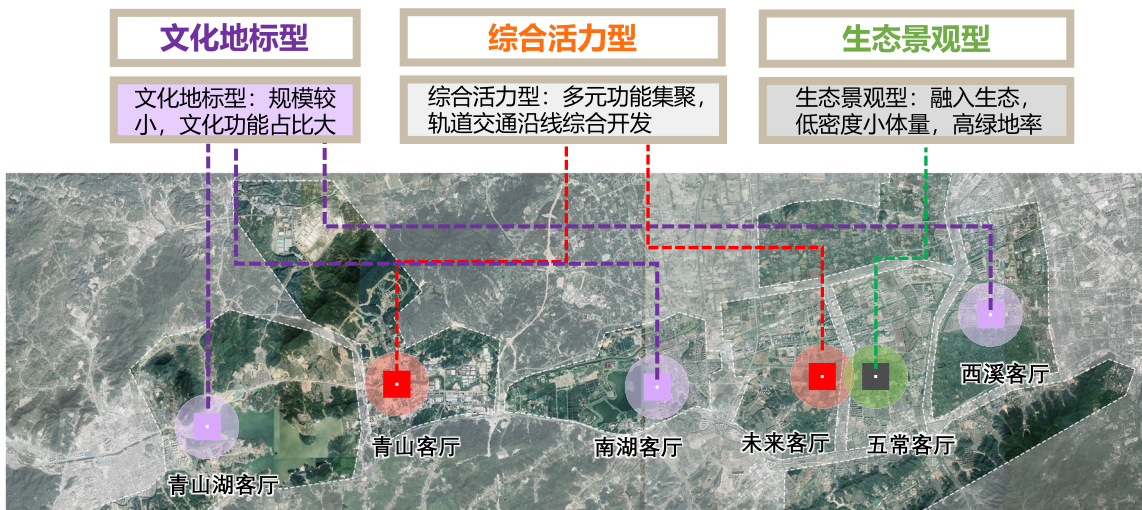 文化地标型
综合活力型
生态景观型
文化地标型：规模较
小，文化功能占比大
综合活力型：多元功能集聚，
轨道交通沿线综合开发
生态景观型：融入生态，
低密度小体量，高绿地率
西溪客厅
青山客厅
南湖客厅
未来客厅
五常客厅
青山湖客厅